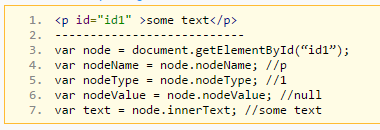 1. <p id="id1" >some text</p>
2. ---------------------------
3. var node = document.getElementById(“id1”);
4. var nodeName = node.nodeName; //p
5. var nodeType = node.nodeType; //1
6. var nodeValue = node.nodeValue; //null
7. var text = node.innerText; //some text